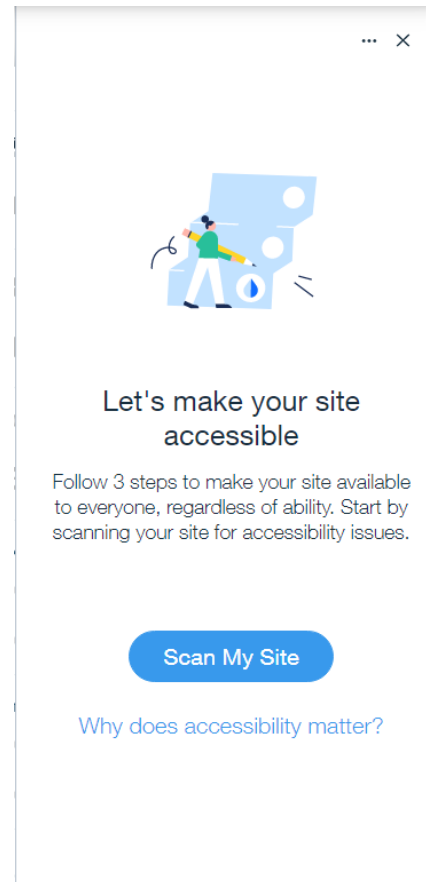 Let's make your site
accessible
Follow 3 steps to make your site available
to everyone, regardless of ability. Start by
scanning your site for accessibility issues.
Scan My Site
Why does accessibility matter?